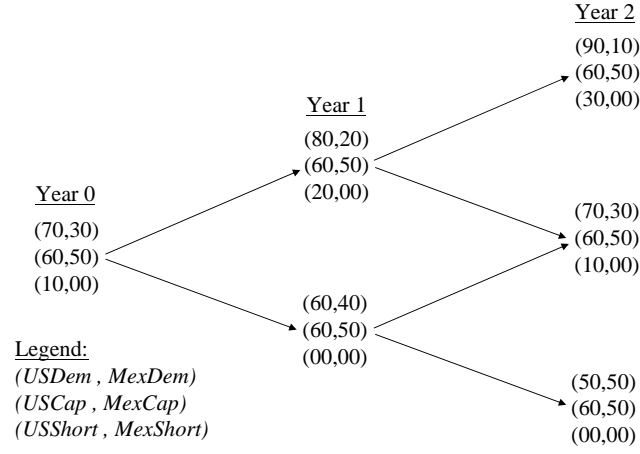 Year 0
(70,30)
(60,50)
(10,00)
Year 1
(80,20)
(60,50)
(20,00)
(60,40)
(60,50)
(00,00)
Year 2
(90,10)
(60,50)
(30,00)
(70,30)
(60,50)
(10,00)
(50,50)
(60,50)
(00,00)
Legend:
(USDem , MexDem)
(USCap , MexCap)
(USShort , MexShort)